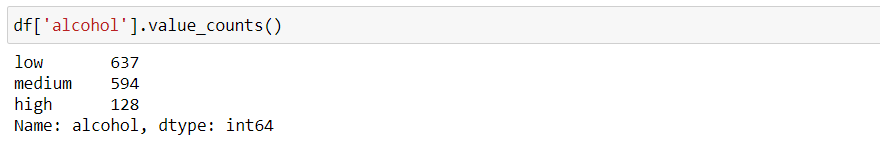 df['alcohol'].value_counts()
low       637
medium    594
high      128
Name: alcohol, dtype: int64